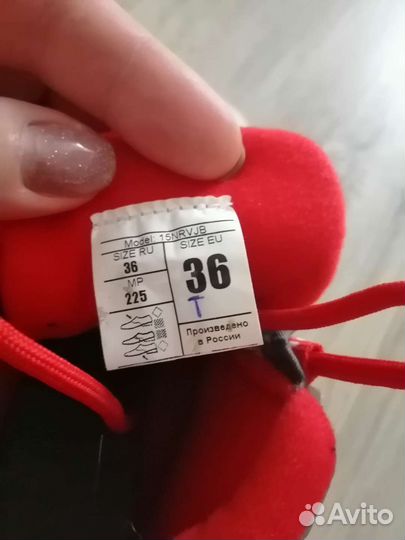 Model: 15NRVJB
SIZE RU
36
MP
225
SIZE EU
36
T
Произведено
в России
Avito